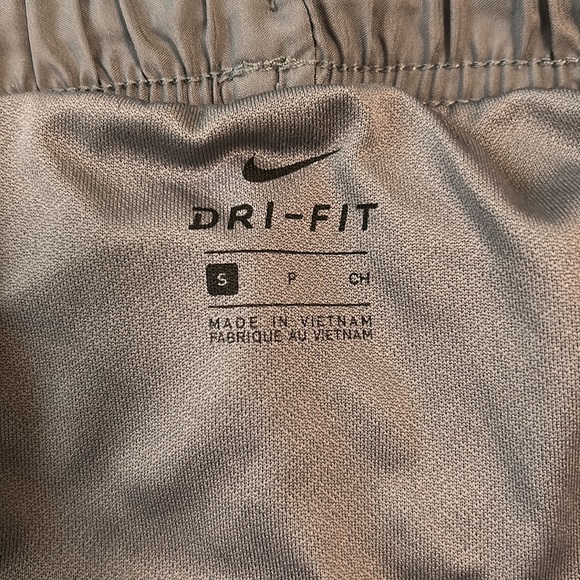 DRI-FIT
S P CH
MADE IN VIETNAM
FABRIQUE AU VIETNAM